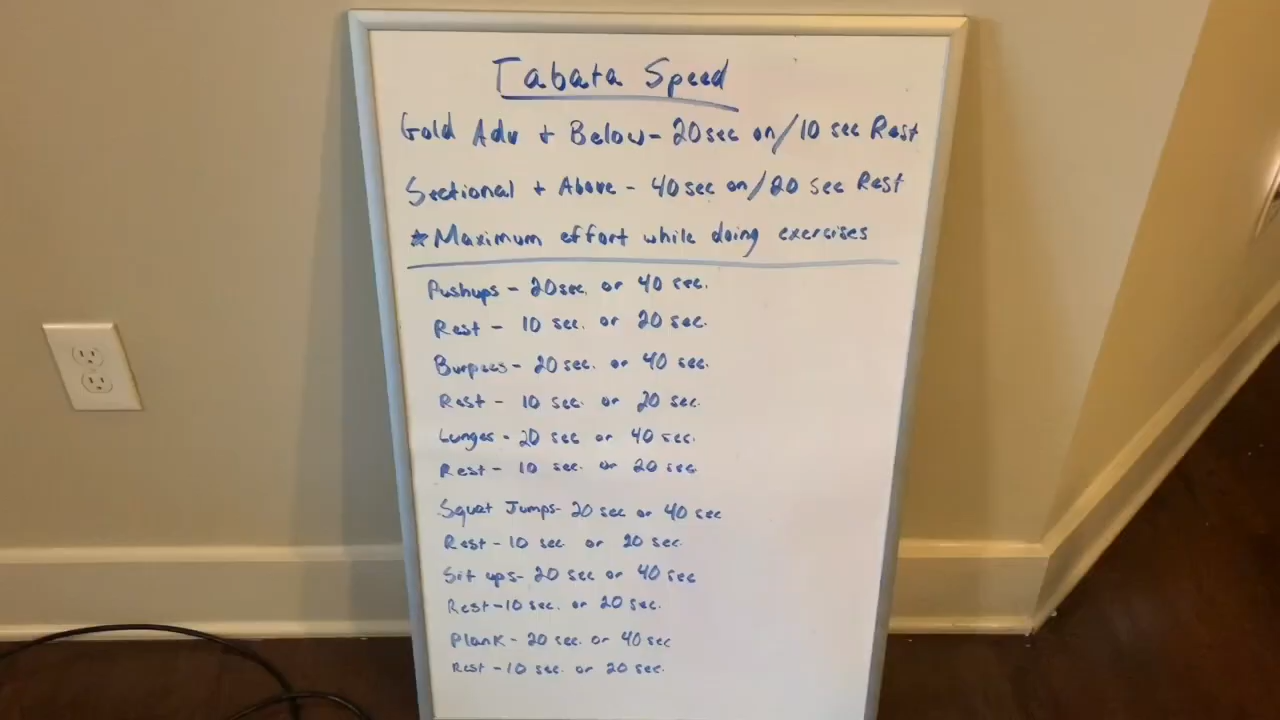 Tabata Speed
Gold Adv + Below - 20 sec on/10 sec Rest
Sectional + Above - 40 sec on/20 sec Rest
*Maximum effort while doing exercises
Pushups - 20 sec. or 40 sec.
Rest - 10 sec. or 20 sec.
Burpees - 20 sec. or 40 sec.
Rest - 10 sec. or 20 sec.
Lunges - 20 sec or 40 sec.
Rest - 10 sec. or 20 sec.
Squat Jumps - 20 sec or 40 sec
Rest - 10 sec or 20 sec.
Sit ups - 20 sec or 40 sec
Rest - 10 sec. or 20 sec.
Plank - 20 sec. or 40 sec
Rest - 10 sec. or 20 sec.